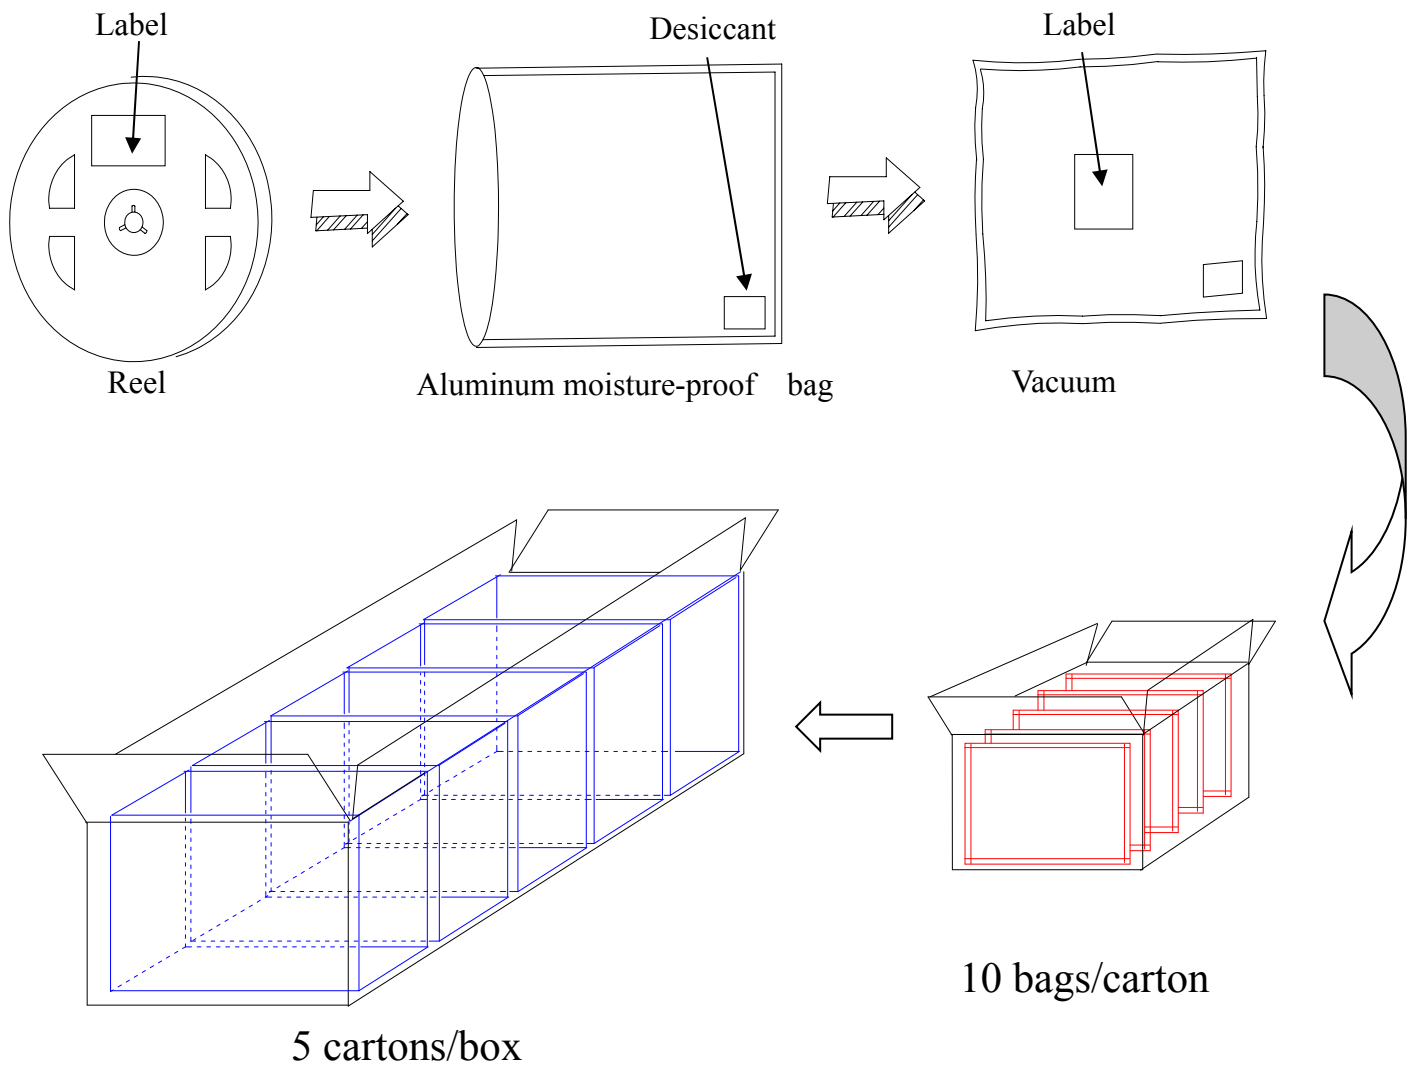 Label
Desiccant
Label
Reel
Aluminum moisture-proof bag
Vacuum
10 bags/carton
5 cartons/box